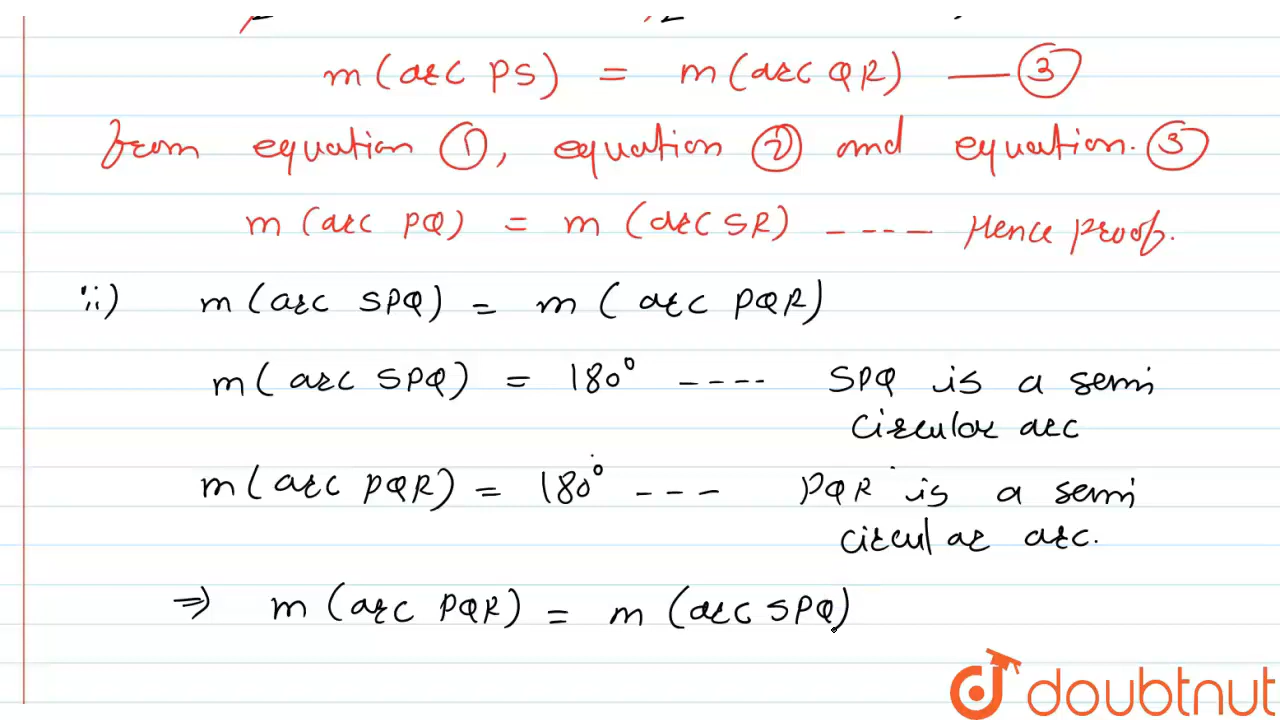 m (arc PS) = m (arc QR) — ③
from equation ①, equation ② and equation. ③
m (arc PQ) = m (arc SR) ---- Hence proof.
ii) m (arc SPQ) = m (arc PQR)
m (arc SPQ) = 180° ---- SPQ is a semi
circular arc
m (arc PQR) = 180° --- PQR is a semi
circular arc.
⇒ m (arc PQR) = m (arc SPQ)
doubtnut